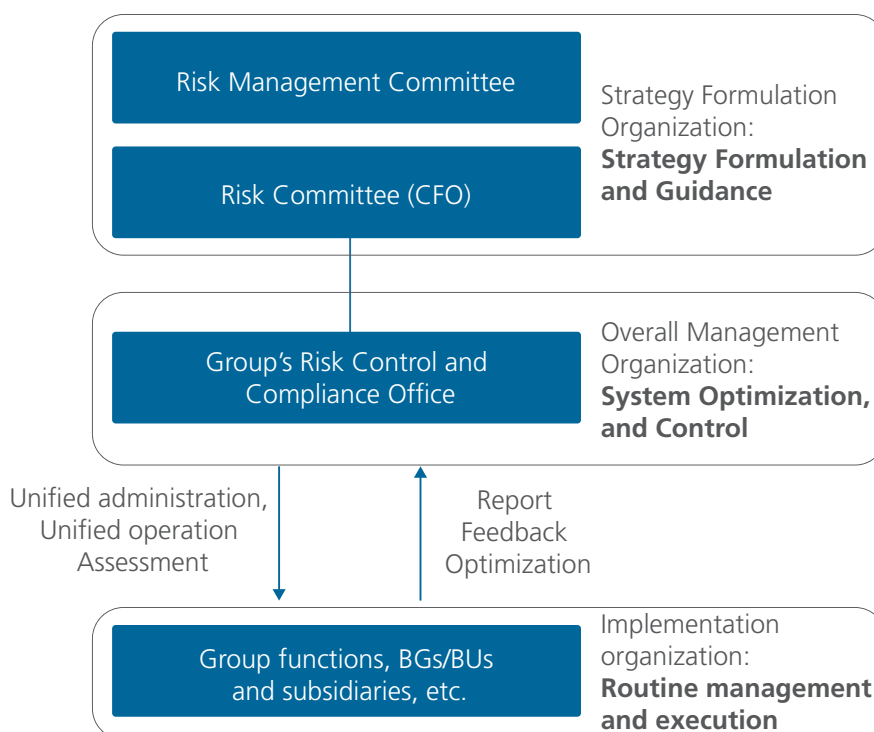 Risk Management Committee
Risk Committee (CFO)
Strategy Formulation
Organization:
Strategy Formulation
and Guidance
Group’s Risk Control and
Compliance Office
Overall Management
Organization:
System Optimization,
and Control
Unified administration,
Unified operation
Assessment
Report
Feedback
Optimization
Group functions, BGs/BUs
and subsidiaries, etc.
Implementation
organization:
Routine management
and execution